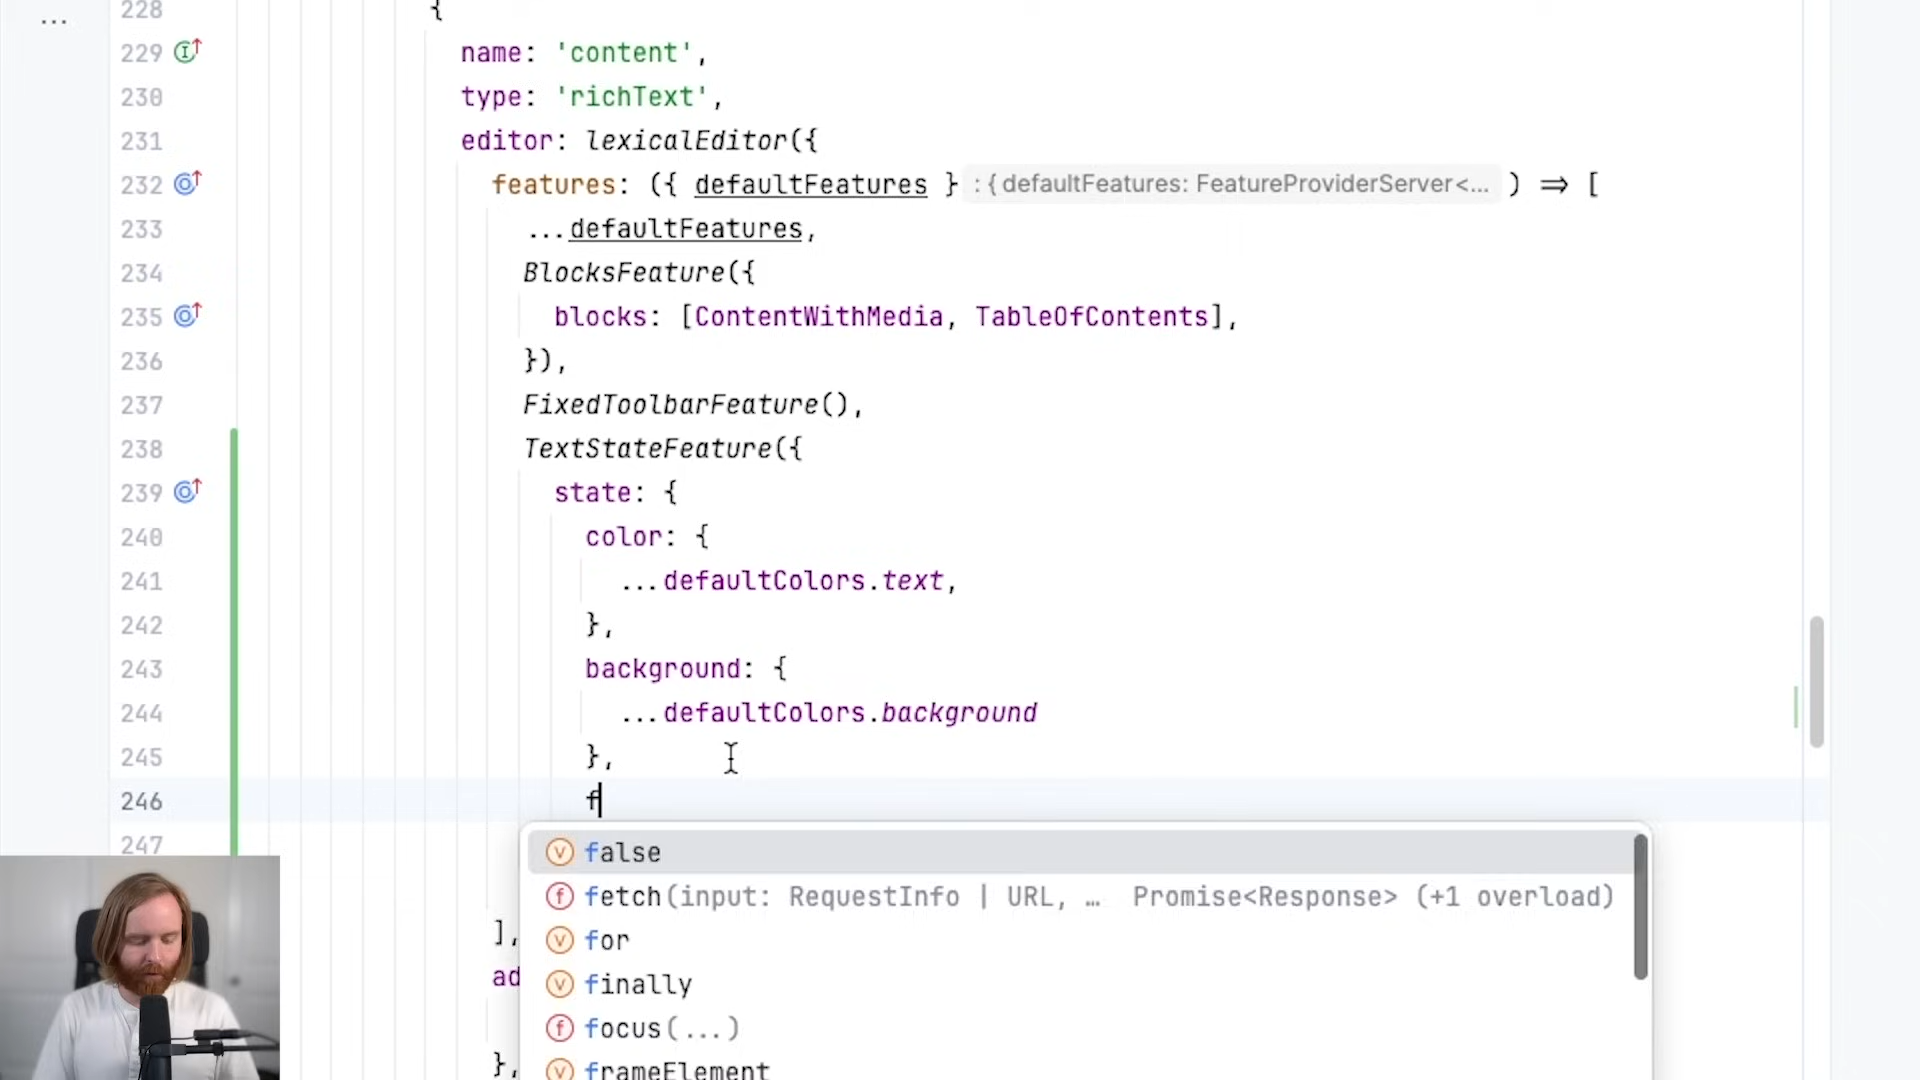 ...
228 {
229 name: 'content',
230 type: 'richText',
231 editor: lexicalEditor({
232 features: ({ defaultFeatures } : { defaultFeatures: FeatureProviderServer<... ) => [
233 ...defaultFeatures,
234 BlocksFeature({
235 blocks: [ContentWithMedia, TableOfContents],
236 }),
237 FixedToolbarFeature(),
238 TextStateFeature({
239 state: {
240 color: {
241 ...defaultColors.text,
242 },
243 background: {
244 ...defaultColors.background
245 },
246 f
247
false
fetch(input: RequestInfo | URL, … Promise<Response> (+1 overload)
for
],
finally
ad
focus(...)
},
frameElement